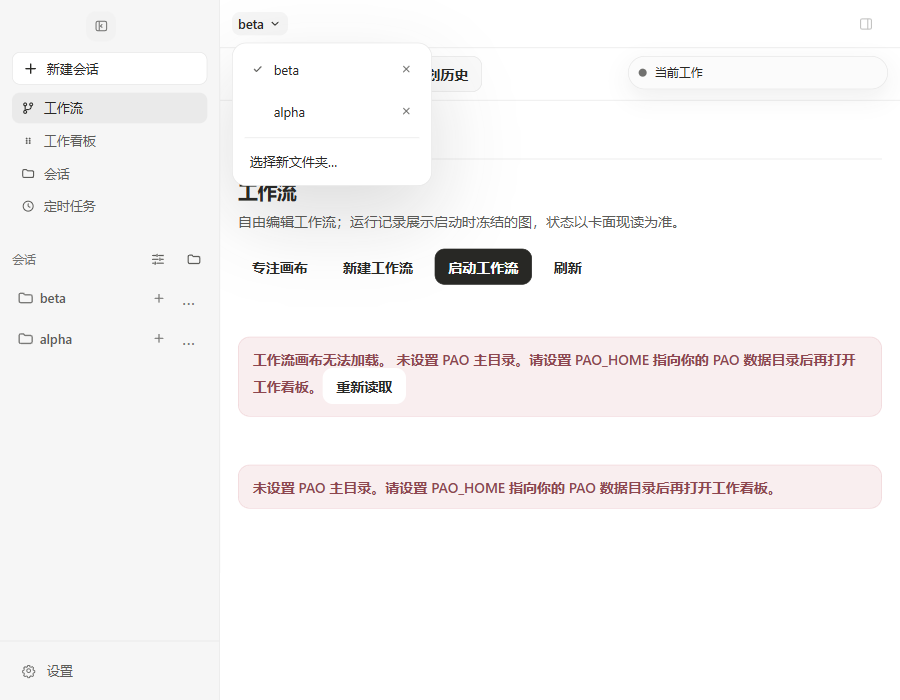 新建会话
工作流
工作看板
会话
定时任务
会话
beta
+
...
alpha
+
...
设置
beta
beta
alpha
选择新文件夹...
历史
当前工作
工作流
自由编辑工作流；运行记录展示启动时冻结的图，状态以卡面现读为准。
专注画布 新建工作流 启动工作流 刷新
工作流画布无法加载。 未设置 PAO 主目录。请设置 PAO_HOME 指向你的 PAO 数据目录后再打开
工作看板。 重新读取
未设置 PAO 主目录。请设置 PAO_HOME 指向你的 PAO 数据目录后再打开工作看板。